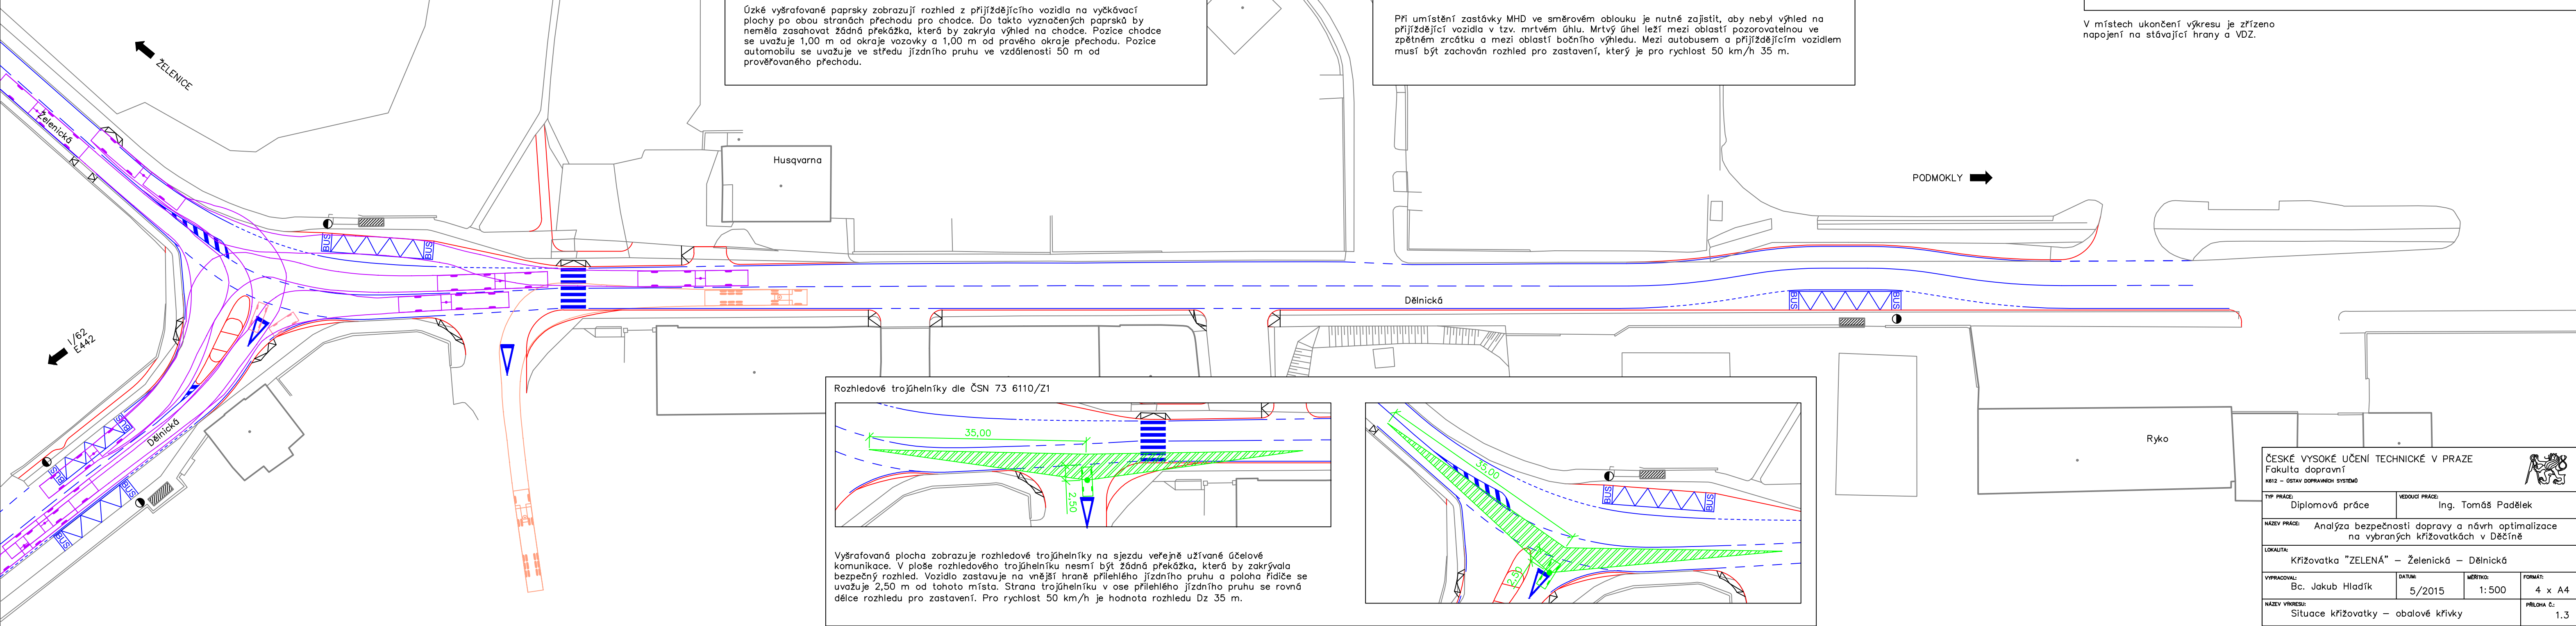 Úzké vyšrafované paprsky zobrazují rozhled z přijíždějícího vozidla na vyčkávací
plochy po obou stranách přechodu pro chodce. Do takto vyznačených paprsků by
neměla zasahovat žádná překážka, která by zakryla výhled na chodce. Pozice chodce
se uvažuje 1,00 m od okraje vozovky a 1,00 m od pravého okraje přechodu. Pozice
automobilu se uvažuje ve středu jízdního pruhu ve vzdálenosti 50 m od
prověřovaného přechodu.
Při umístění zastávky MHD ve směrovém oblouku je nutné zajistit, aby nebyl výhled na
přijíždějící vozidla v tzv. mrtvém úhlu. Mrtvý úhel leží mezi oblastí pozorovatelnou ve
zpětném zrcátku a mezi oblastí bočního výhledu. Mezi autobusem a přijíždějícím vozidlem
musí být zachován rozhled pro zastavení, který je pro rychlost 50 km/h 35 m.
V místech ukončení výkresu je zřízeno
napojení na stávající hrany a VDZ.
ŽELENICE
Želenická
Husqvarna
PODMOKLY
BUS
BUS
Dělnická
BUS
BUS
I/62
E442
BUS
BUS
Dělnická
BUS
BUS
Rozhledové trojúhelníky dle ČSN 73 6110/Z1
35,00
2,50
35,00
2,50
BUS
BUS
Vyšrafovaná plocha zobrazuje rozhledové trojúhelníky na sjezdu veřejně užívané účelové
komunikace. V ploše rozhledového trojúhelníku nesmí být žádná překážka, která by zakrývala
bezpečný rozhled. Vozidlo zastavuje na vnější hraně přilehlého jízdního pruhu a poloha řidiče se
uvažuje 2,50 m od tohoto místa. Strana trojúhelníku v ose přilehlého jízdního pruhu se rovná
délce rozhledu pro zastavení. Pro rychlost 50 km/h je hodnota rozhledu Dz 35 m.
Ryko
ČESKÉ VYSOKÉ UČENÍ TECHNICKÉ V PRAZE
Fakulta dopravní
K612 – ÚSTAV DOPRAVNÍCH SYSTÉMŮ
TYP PRÁCE:
Diplomová práce
VEDOUCÍ PRÁCE:
Ing. Tomáš Padělek
NÁZEV PRÁCE:
Analýza bezpečnosti dopravy a návrh optimalizace
na vybraných křižovatkách v Děčíně
LOKALITA:
Křižovatka "ZELENÁ" – Želenická – Dělnická
VYPRACOVAL:
Bc. Jakub Hladík
DATUM:
5/2015
MĚŘÍTKO:
1:500
FORMÁT:
4 x A4
NÁZEV VÝKRESU:
Situace křižovatky – obalové křivky
PŘÍLOHA Č.:
1.3